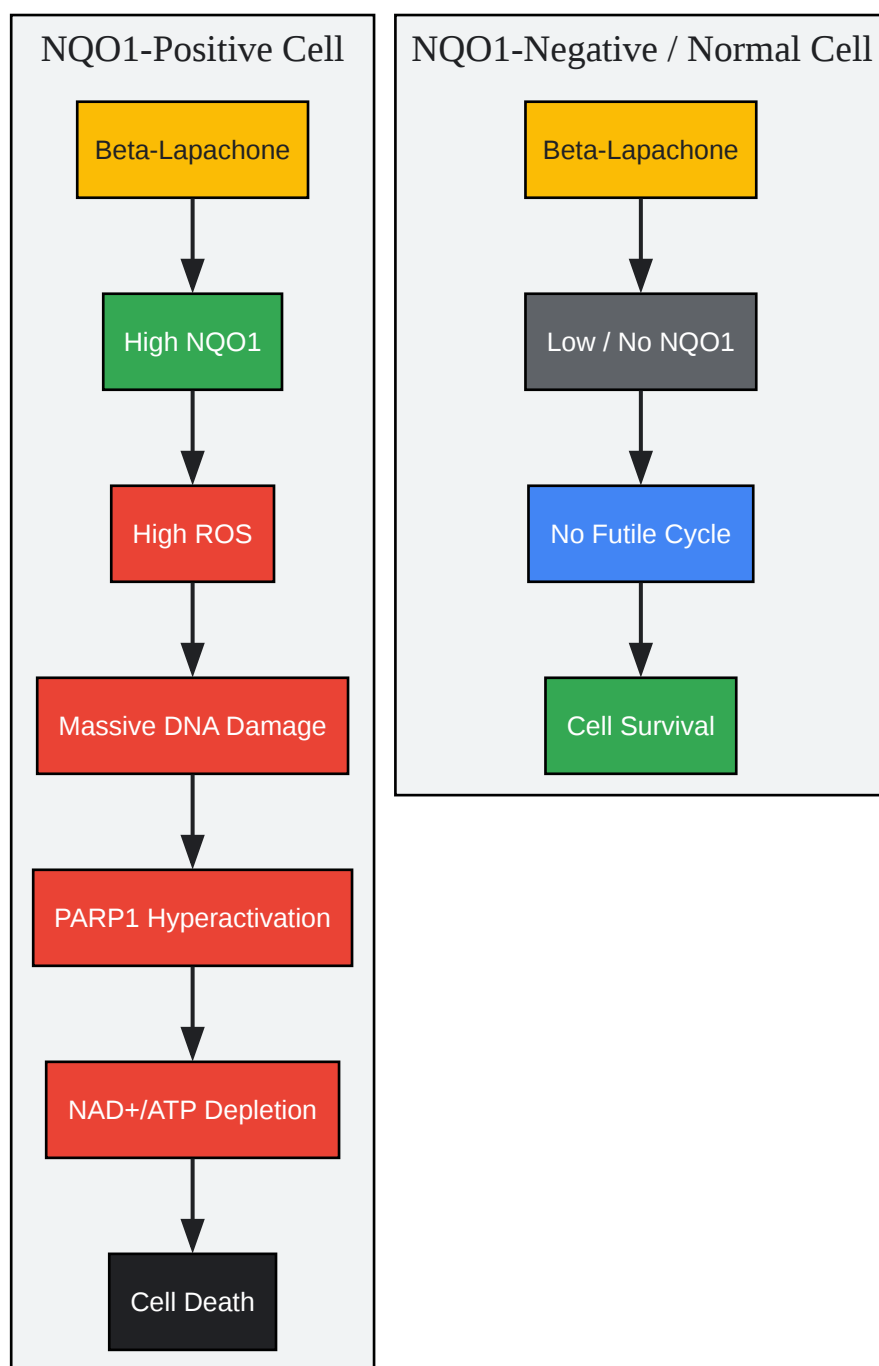 NQO1-Positive Cell
Beta-Lapachone
High NQO1
High ROS
Massive DNA Damage
PARP1 Hyperactivation
NAD+/ATP Depletion
Cell Death
NQO1-Negative / Normal Cell
Beta-Lapachone
Low / No NQO1
No Futile Cycle
Cell Survival